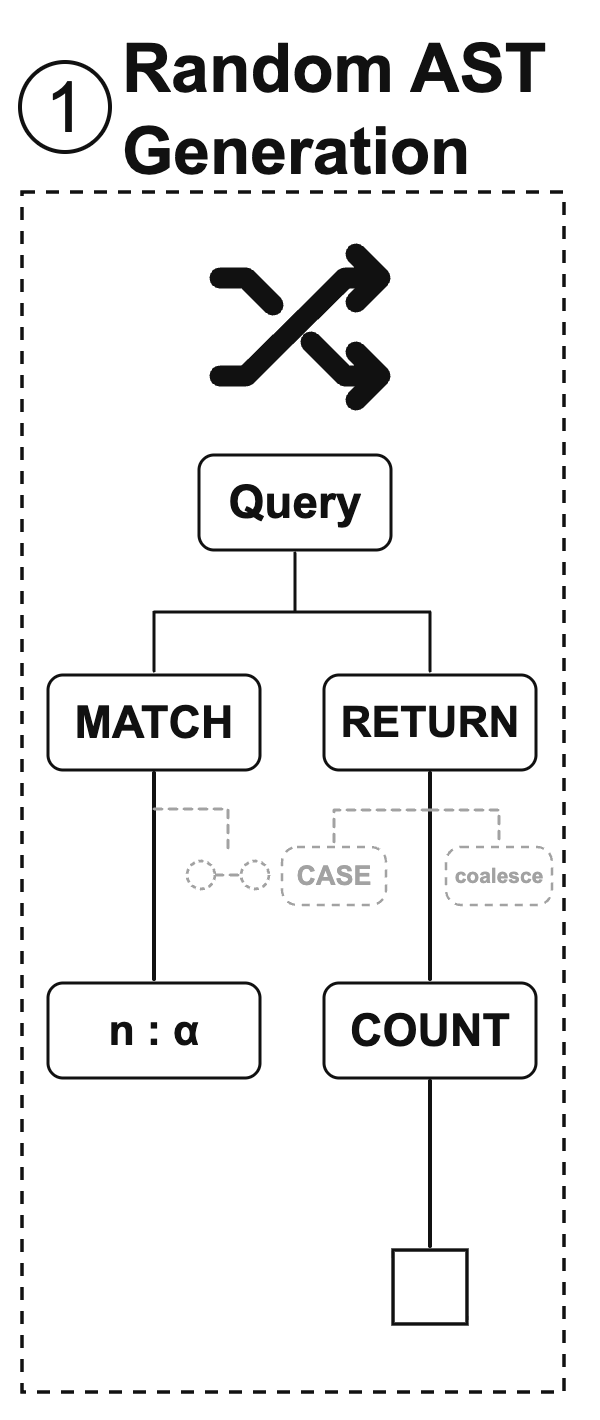 1
Random AST
Generation
Query
MATCH
RETURN
CASE
coalesce
n : α
COUNT